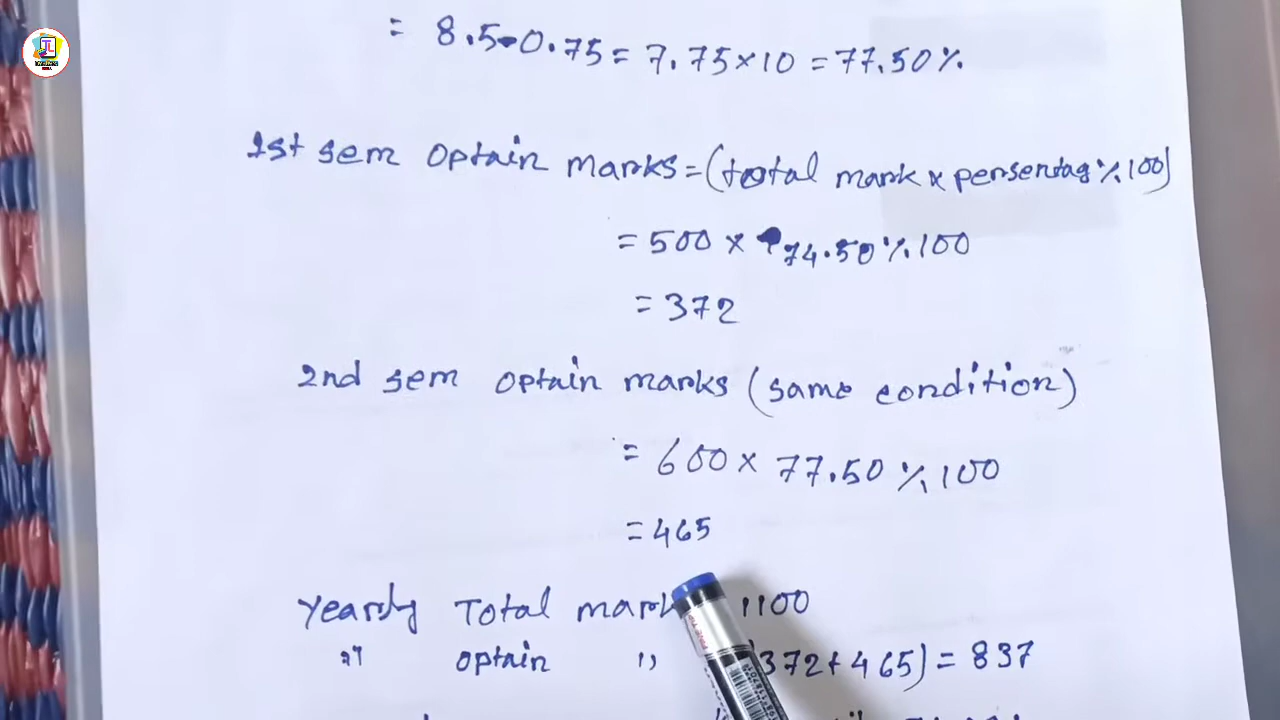 = 8.5-0.75 = 7.75×10 = 77.50%
1st sem optain marks = (total mark × persentag % 100)
= 500 × 74.50 % 100
= 372
2nd sem optain marks (same condition)
= 600 × 77.50 % 100
= 465
Yearly Total mark 1100
" optain " 372+465) = 837